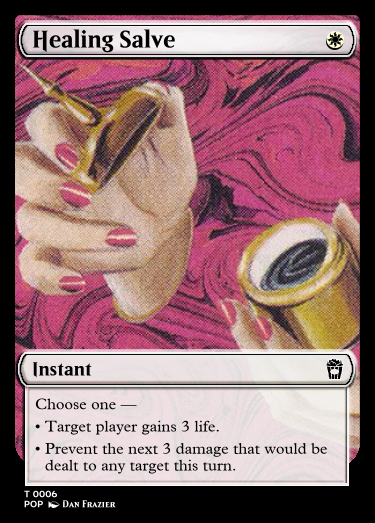 Healing Salve
Instant
Choose one —
• Target player gains 3 life.
• Prevent the next 3 damage that would be
dealt to any target this turn.
T 0006
POP Dan Frazier